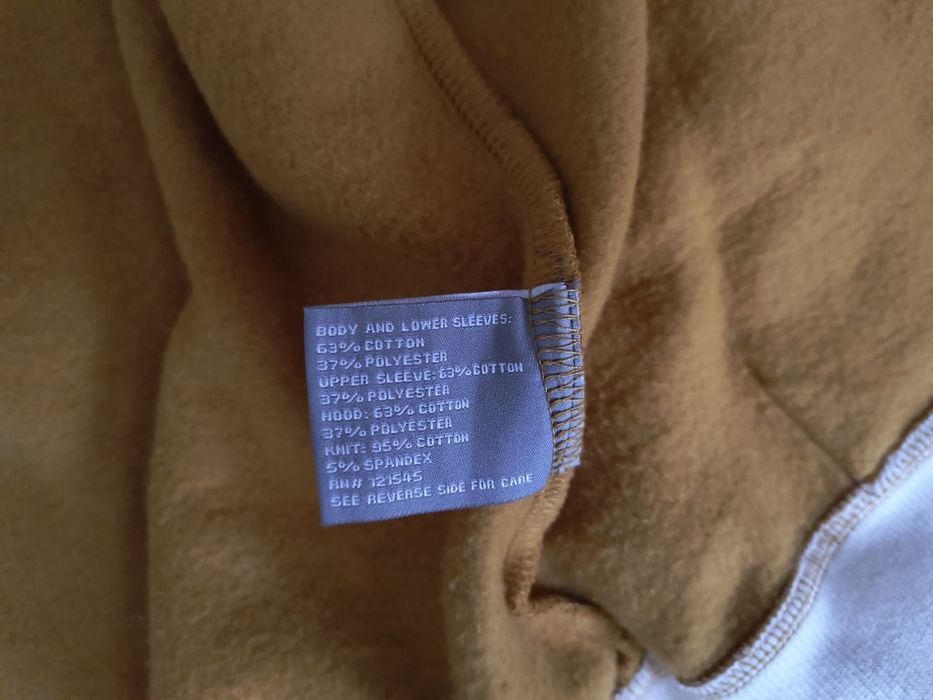 BODY AND LOWER SLEEVES:
63% COTTON
37% POLYESTER
UPPER SLEEVE: 63% COTTON
37% POLYESTER
HOOD: 63% COTTON
37% POLYESTER
KNIT: 95% COTTON
5% SPANDEX
RN# 121545
SEE REVERSE SIDE FOR CARE